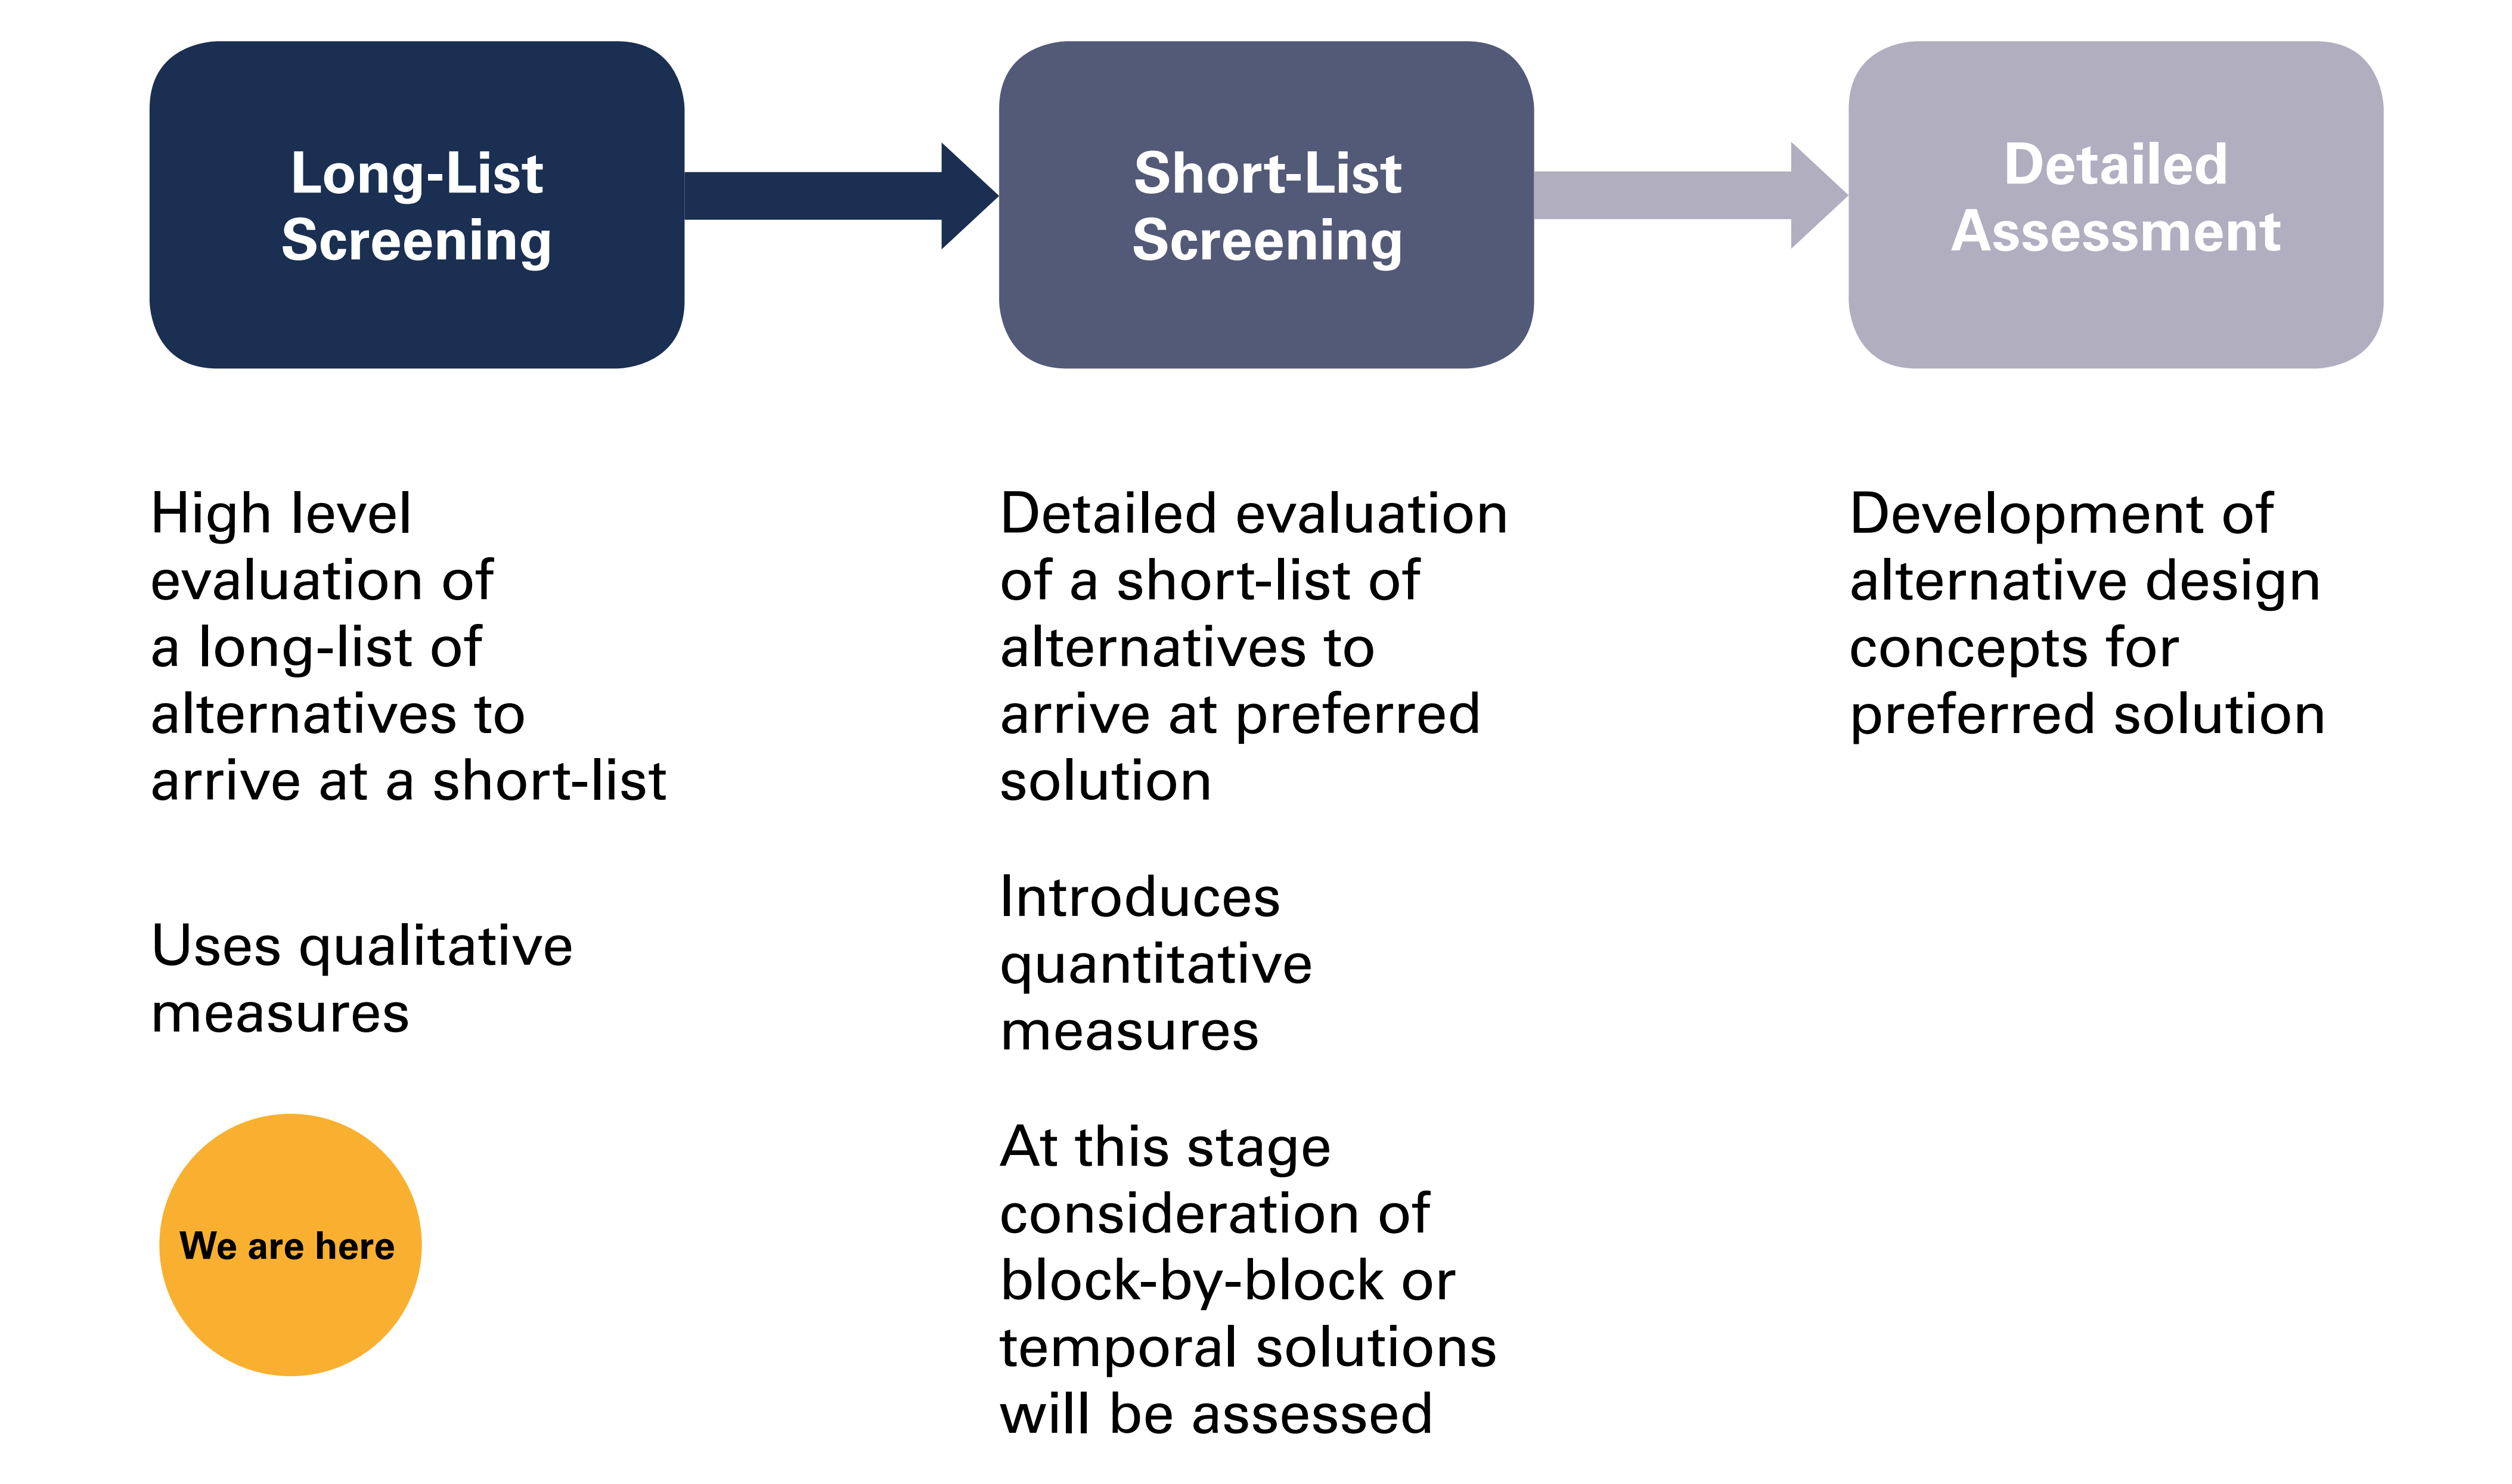 Long-List
Screening
Short-List
Screening
Detailed
Assessment
High level
evaluation of
a long-list of
alternatives to
arrive at a short-list
Uses qualitative
measures
We are here
Detailed evaluation
of a short-list of
alternatives to
arrive at preferred
solution
Introduces
quantitative
measures
At this stage
consideration of
block-by-block or
temporal solutions
will be assessed
Development of
alternative design
concepts for
preferred solution